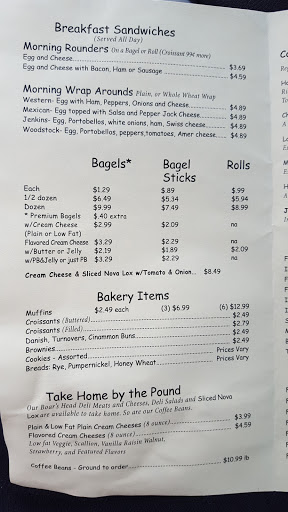 Breakfast Sandwiches
(Served All Day)
Morning Rounders On a Bagel or Roll (Croissant 99¢ more)
Egg and Cheese $3.69
Egg and Cheese with Bacon, Ham or Sausage $4.59
Morning Wrap Arounds Plain, or Whole Wheat Wrap
Western- Egg with Ham, Peppers, Onions and Cheese $4.89
Mexican- Egg topped with Salsa and Pepper Jack Cheese $4.89
Jenkins- Egg, Portobellos, white onions, ham, Swiss cheese $4.89
Woodstock- Egg, Portobellos, peppers,tomatoes, Amer cheese $4.89
Bagels* Bagel Sticks Rolls
Each $1.29 $.89 $.99
1/2 dozen $6.49 $5.34 $5.94
Dozen $9.99 $7.49 $8.99
* Premium Bagels $.40 extra
w/Cream Cheese $2.99 $2.09 na
(Plain or Low Fat)
Flavored Cream Cheese $3.29 $2.29 na
w/Butter or Jelly $2.19 $1.89 $2.09
w/PB&Jelly or just PB $3.29 $2.29 na
Cream Cheese & Sliced Nova Lox w/Tomato & Onion... $8.49
Bakery Items
Muffins $2.49 each (3) $6.99 (6) $12.99
Croissants (Buttered) $2.49
Croissants (Filled) $2.79
Danish, Turnovers, Cinammon Buns $2.49
Brownies $2.49
Cookies - Assorted Prices Vary
Breads: Rye, Pumpernickel, Honey Wheat Prices Vary
Take Home by the Pound
Our Boar's Head Deli Meats and Cheeses, Deli Salads and Sliced Nova
Lox are available to take home. So are our Coffee Beans.
Plain & Low Fat Plain Cream Cheeses (8 ounce) $3.99
Flavored Cream Cheeses (8 ounce) $4.59
Low fat Veggie, Scallion, Vanilla Raisin Walnut,
Strawberry, and Featured Flavors
Coffee Beans - Ground to order $10.99 lb